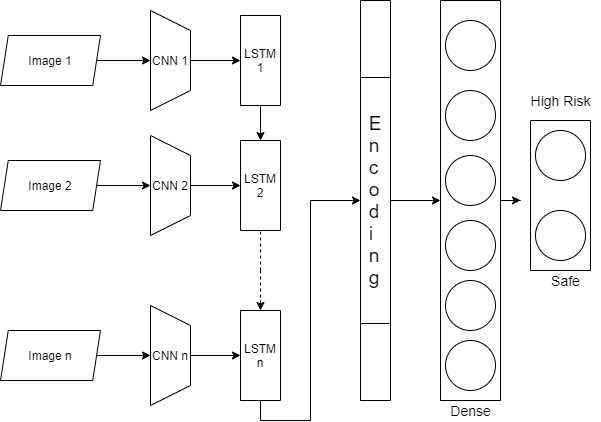 Image 1
CNN 1
LSTM
1
Image 2
CNN 2
LSTM
2
Image n
CNN n
LSTM
n
E
n
c
o
d
i
n
g
Dense
High Risk
Safe